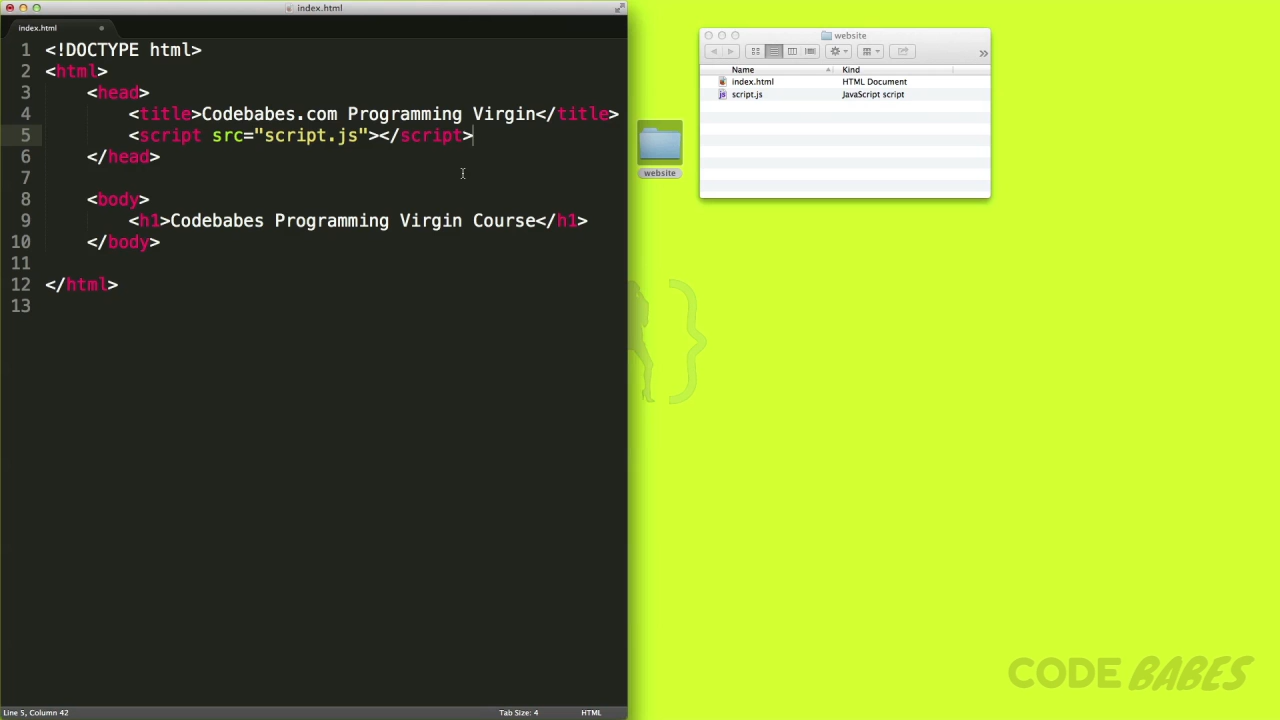 index.html
index.html
1 <!DOCTYPE html>
2 <html>
3 <head>
4 <title>Codebabes.com Programming Virgin</title>
5 <script src="script.js"></script>
6 </head>
7
8 <body>
9 <h1>Codebabes Programming Virgin Course</h1>
10 </body>
11
12 </html>
13
Line 5, Column 42
Tab Size: 4
HTML
website
website
Name Kind
index.html HTML Document
script.js JavaScript script
}
CODE BABES